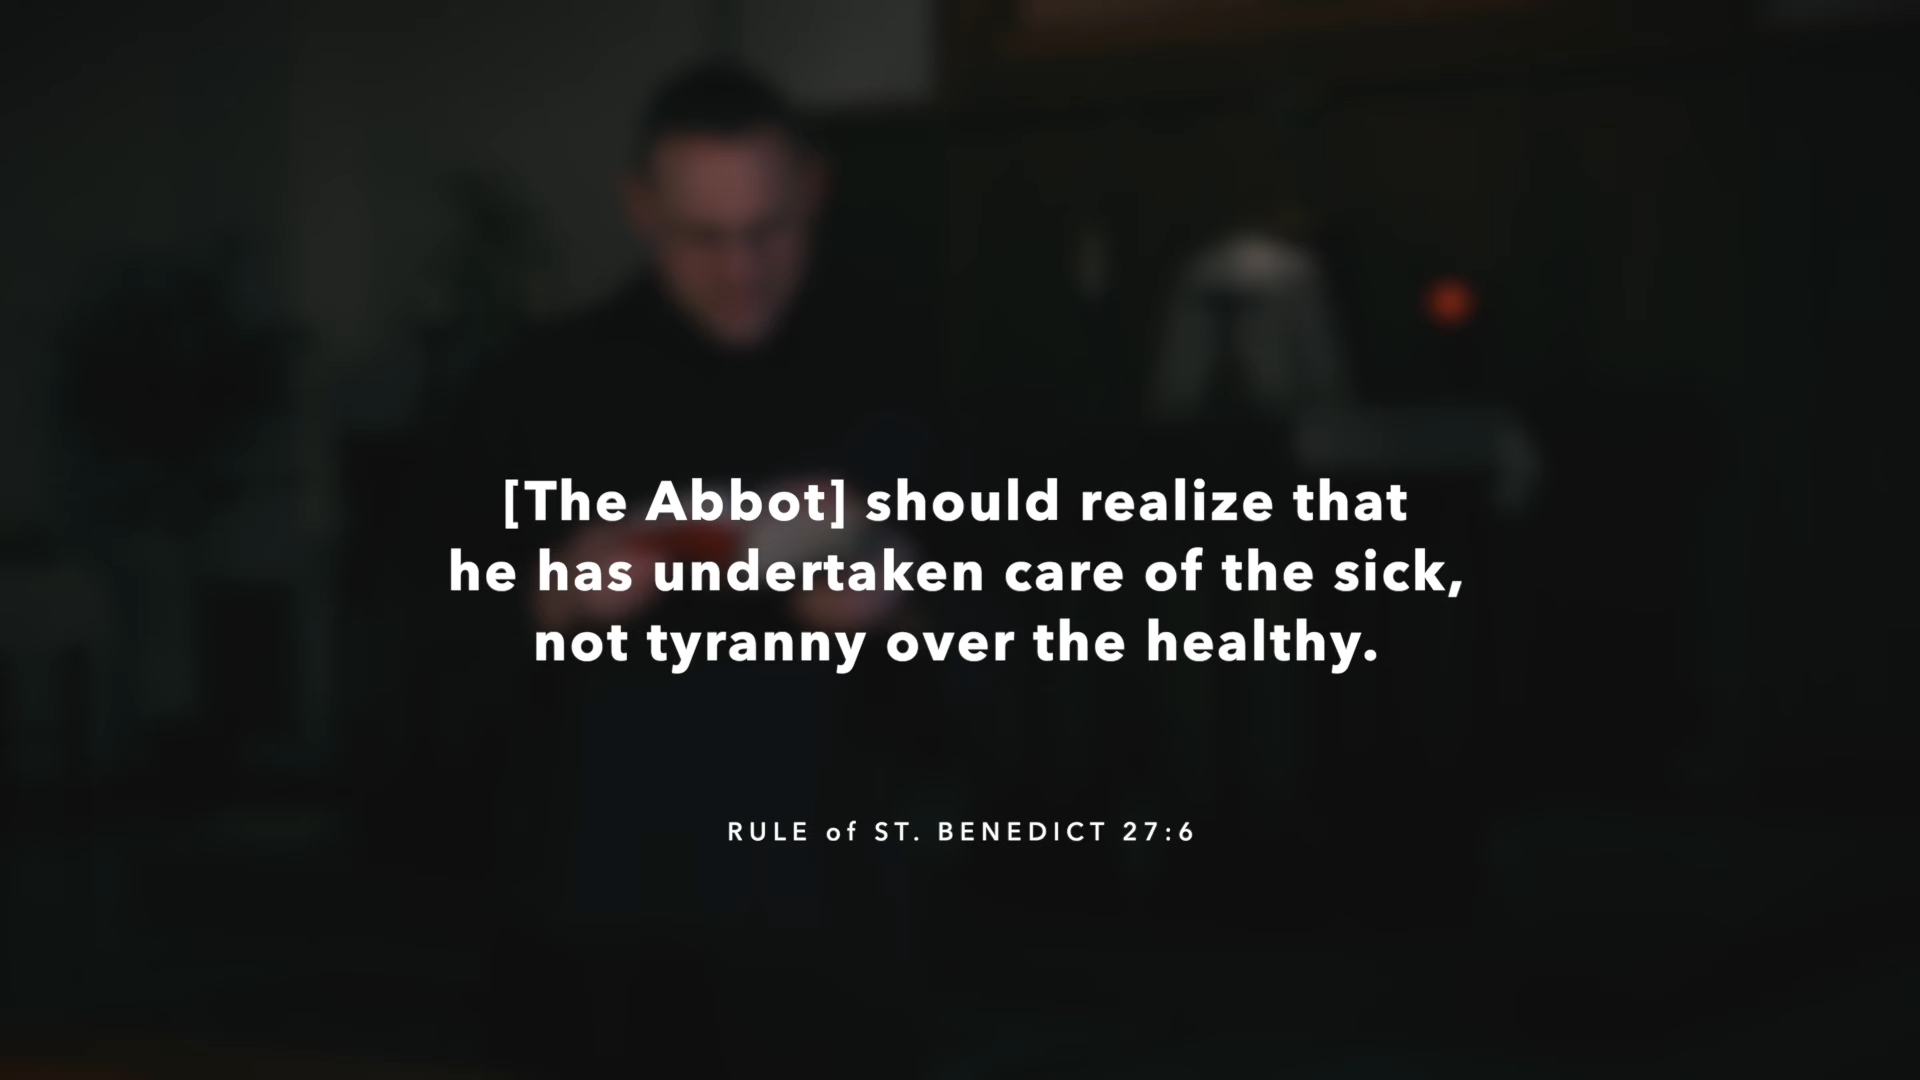 [The Abbot] should realize that
he has undertaken care of the sick,
not tyranny over the healthy.
RULE of ST. BENEDICT 27:6